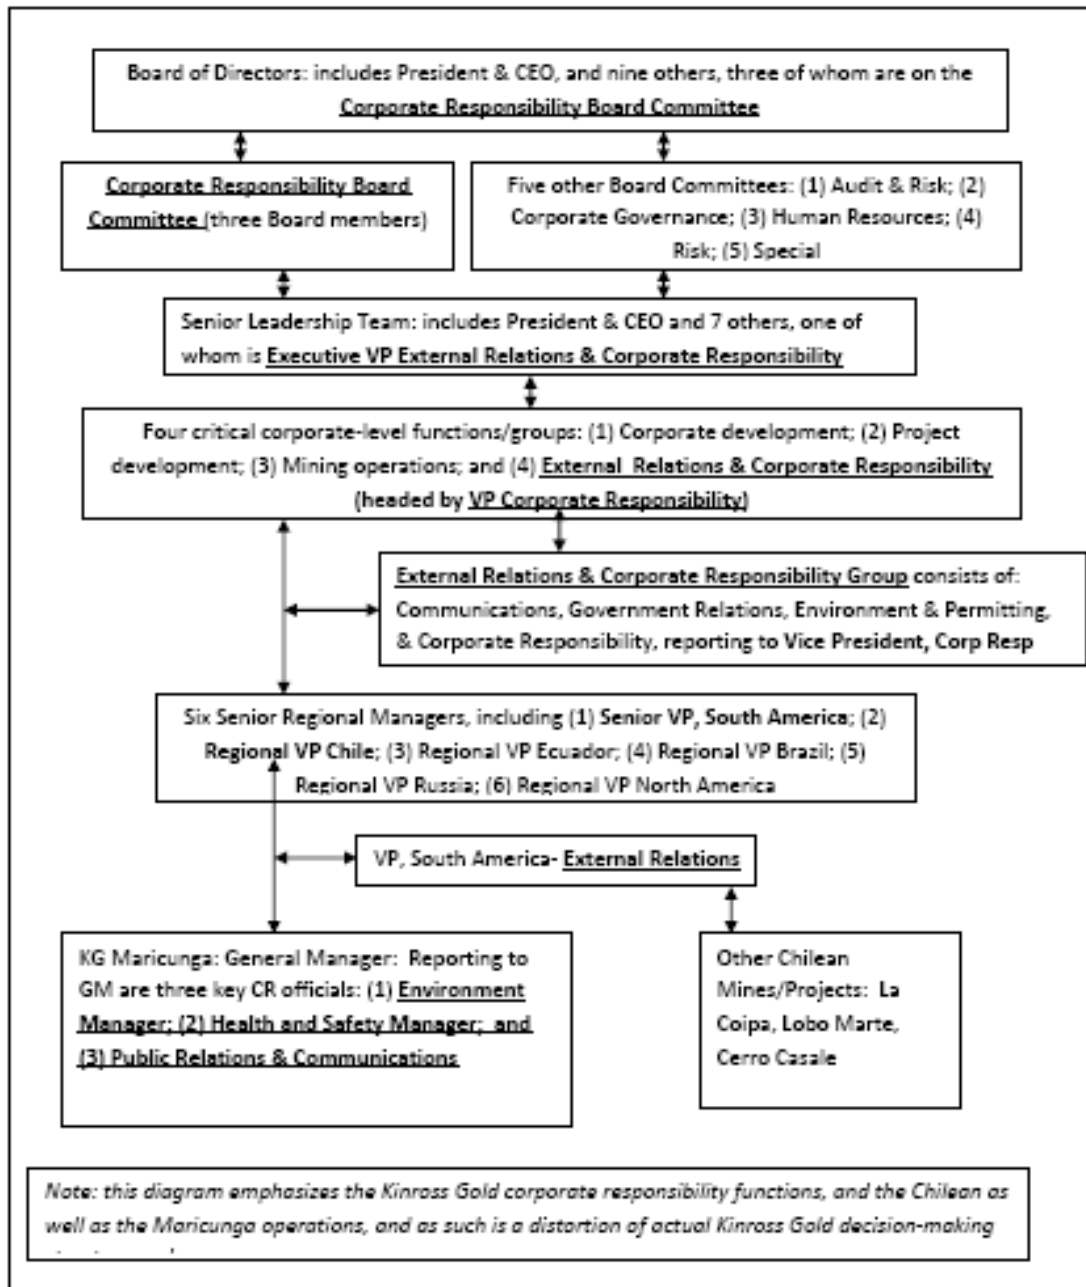 Board of Directors: includes President & CEO, and nine others, three of whom are on the
Corporate Responsibility Board Committee
Corporate Responsibility Board
Committee (three Board members)
Five other Board Committees: (1) Audit & Risk; (2)
Corporate Governance; (3) Human Resources; (4)
Risk; (5) Special
Senior Leadership Team: includes President & CEO and 7 others, one of
whom is Executive VP External Relations & Corporate Responsibility
Four critical corporate-level functions/groups: (1) Corporate development; (2) Project
development; (3) Mining operations; and (4) External Relations & Corporate Responsibility
(headed by VP Corporate Responsibility)
External Relations & Corporate Responsibility Group consists of:
Communications, Government Relations, Environment & Permitting,
& Corporate Responsibility, reporting to Vice President, Corp Resp
Six Senior Regional Managers, including (1) Senior VP, South America; (2)
Regional VP Chile; (3) Regional VP Ecuador; (4) Regional VP Brazil; (5)
Regional VP Russia; (6) Regional VP North America
VP, South America- External Relations
KG Maricunga: General Manager: Reporting to
GM are three key CR officials: (1) Environment
Manager; (2) Health and Safety Manager; and
(3) Public Relations & Communications
Other Chilean
Mines/Projects: La
Coipa, Lobo Marte,
Cerro Casale
Note: this diagram emphasizes the Kinross Gold corporate responsibility functions, and the Chilean as
well as the Maricunga operations, and as such is a distortion of actual Kinross Gold decision-making